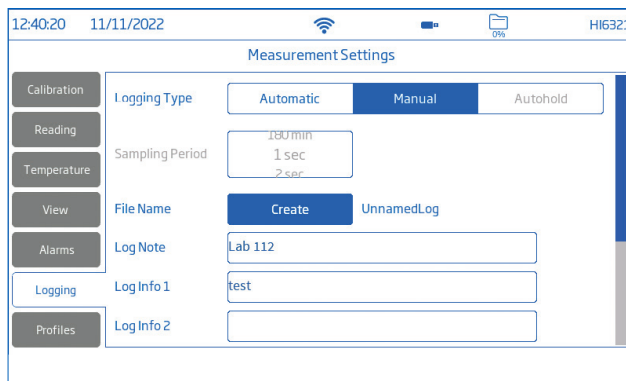 12:40:20 11/11/2022 0% HI6321
Measurement Settings
Calibration
Reading
Temperature
View
Alarms
Logging
Profiles
Logging Type Automatic Manual Autohold
Sampling Period 180 min
1 sec
2 sec
File Name Create UnnamedLog
Log Note Lab 112
Log Info 1 test
Log Info 2